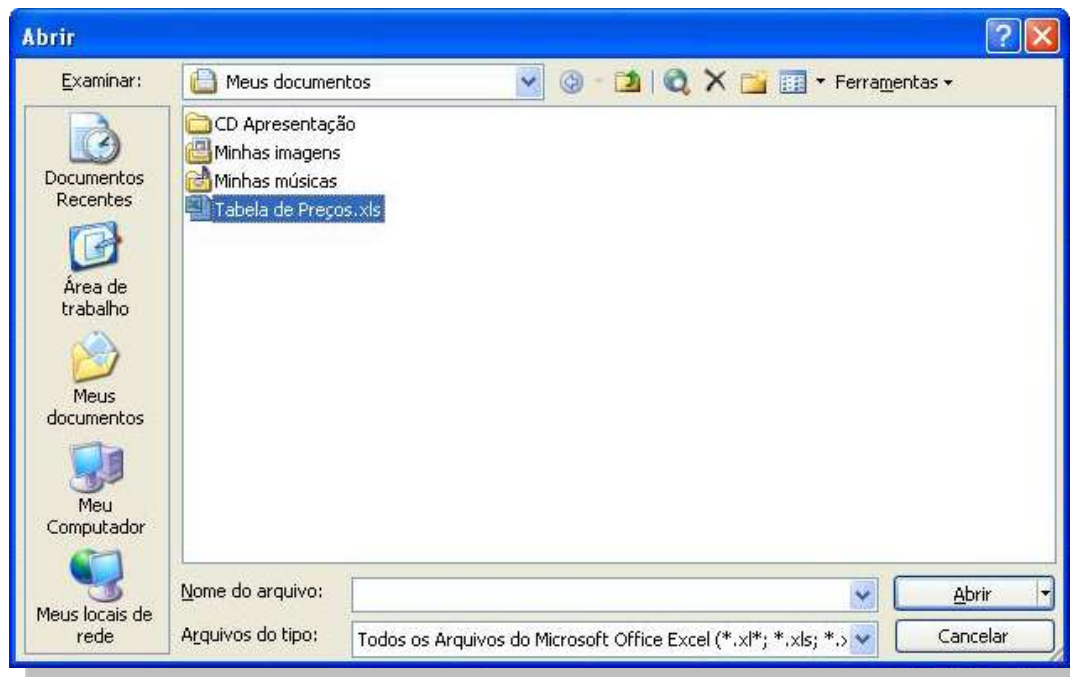 Abrir
Examinar:
Meus documentos
Ferramentas
Documentos
Recentes
Área de
trabalho
Meus
documentos
Meu
Computador
Meus locais de
rede
CD Apresentação
Minhas imagens
Minhas músicas
Tabela de Preços.xls
Nome do arquivo:
Abrir
Arquivos do tipo:
Todos os Arquivos do Microsoft Office Excel (*.xl*; *.xls; *.
Cancelar